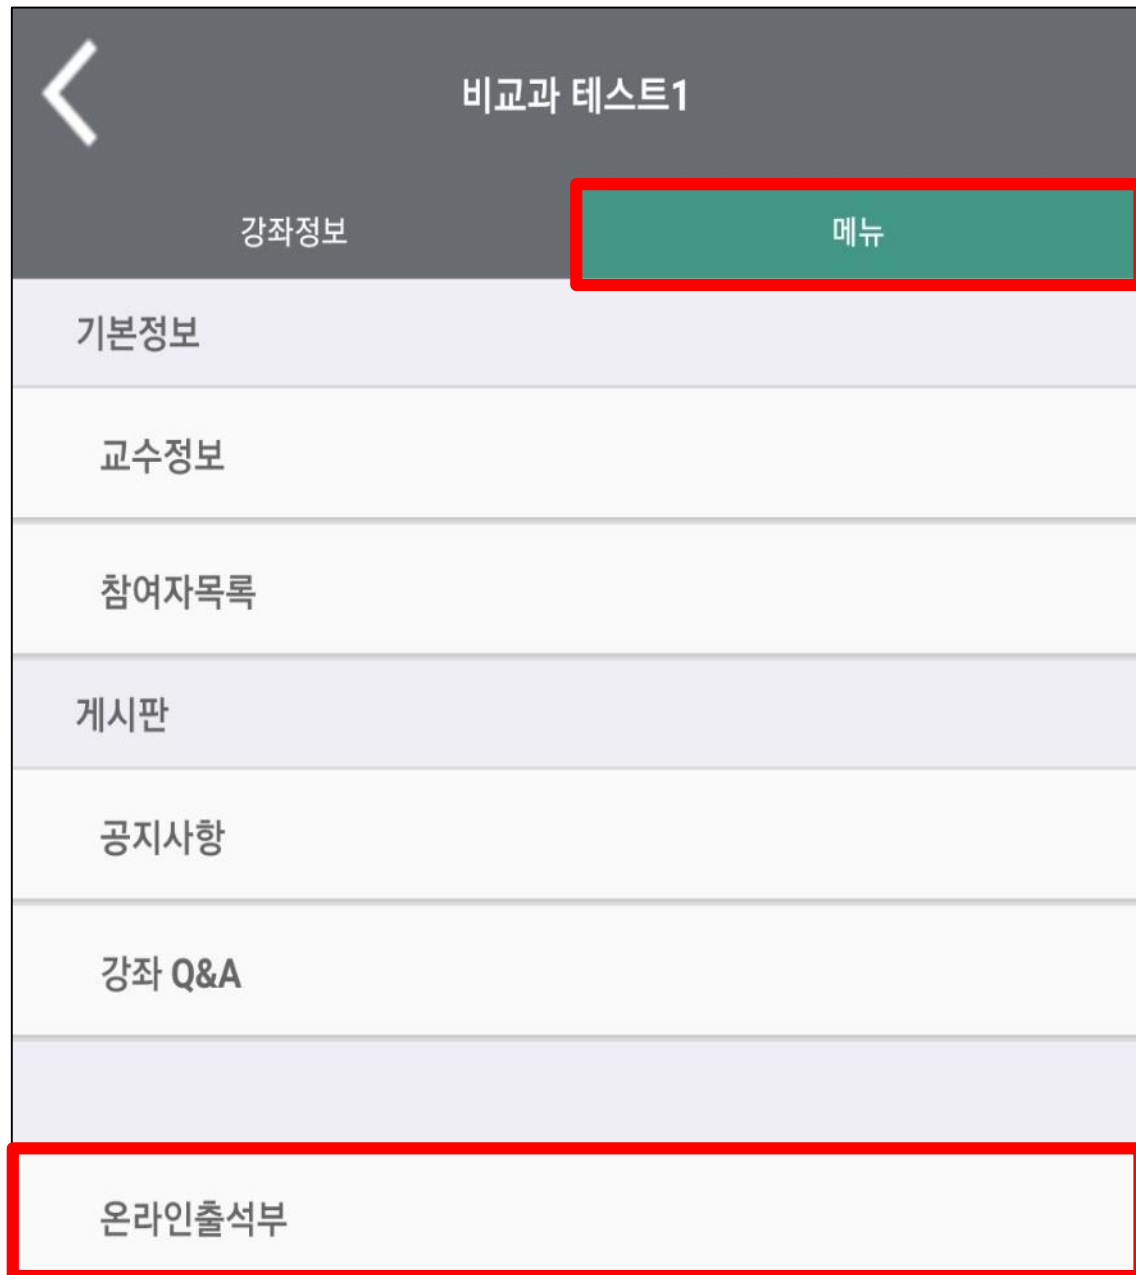 비교과 테스트1
강좌정보 메뉴
기본정보
교수정보
참여자목록
게시판
공지사항
강좌 Q&A
온라인출석부